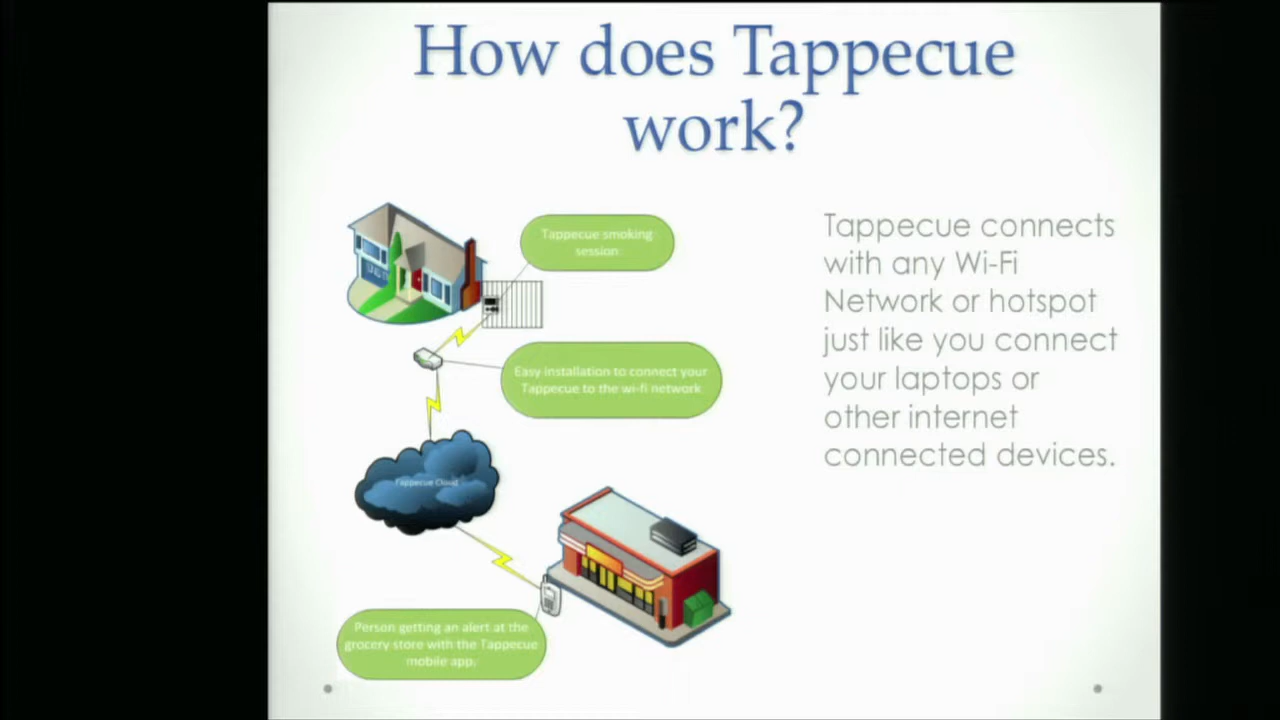 How does Tappecue
work?
Tappecue smoking
session
Easy installation to connect your
Tappecue to the wi-fi network
Tappecue Cloud
Person getting an alert at the
grocery store with the Tappecue
mobile app.
Tappecue connects
with any Wi-Fi
Network or hotspot
just like you connect
your laptops or
other internet
connected devices.